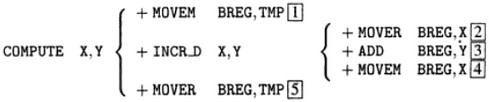 + MOVEM BREG,TMP 1
+ MOVER BREG,X 2
COMPUTE X,Y + INCR_D X,Y + ADD BREG,Y 3
+ MOVEM BREG,X 4
+ MOVER BREG,TMP 5